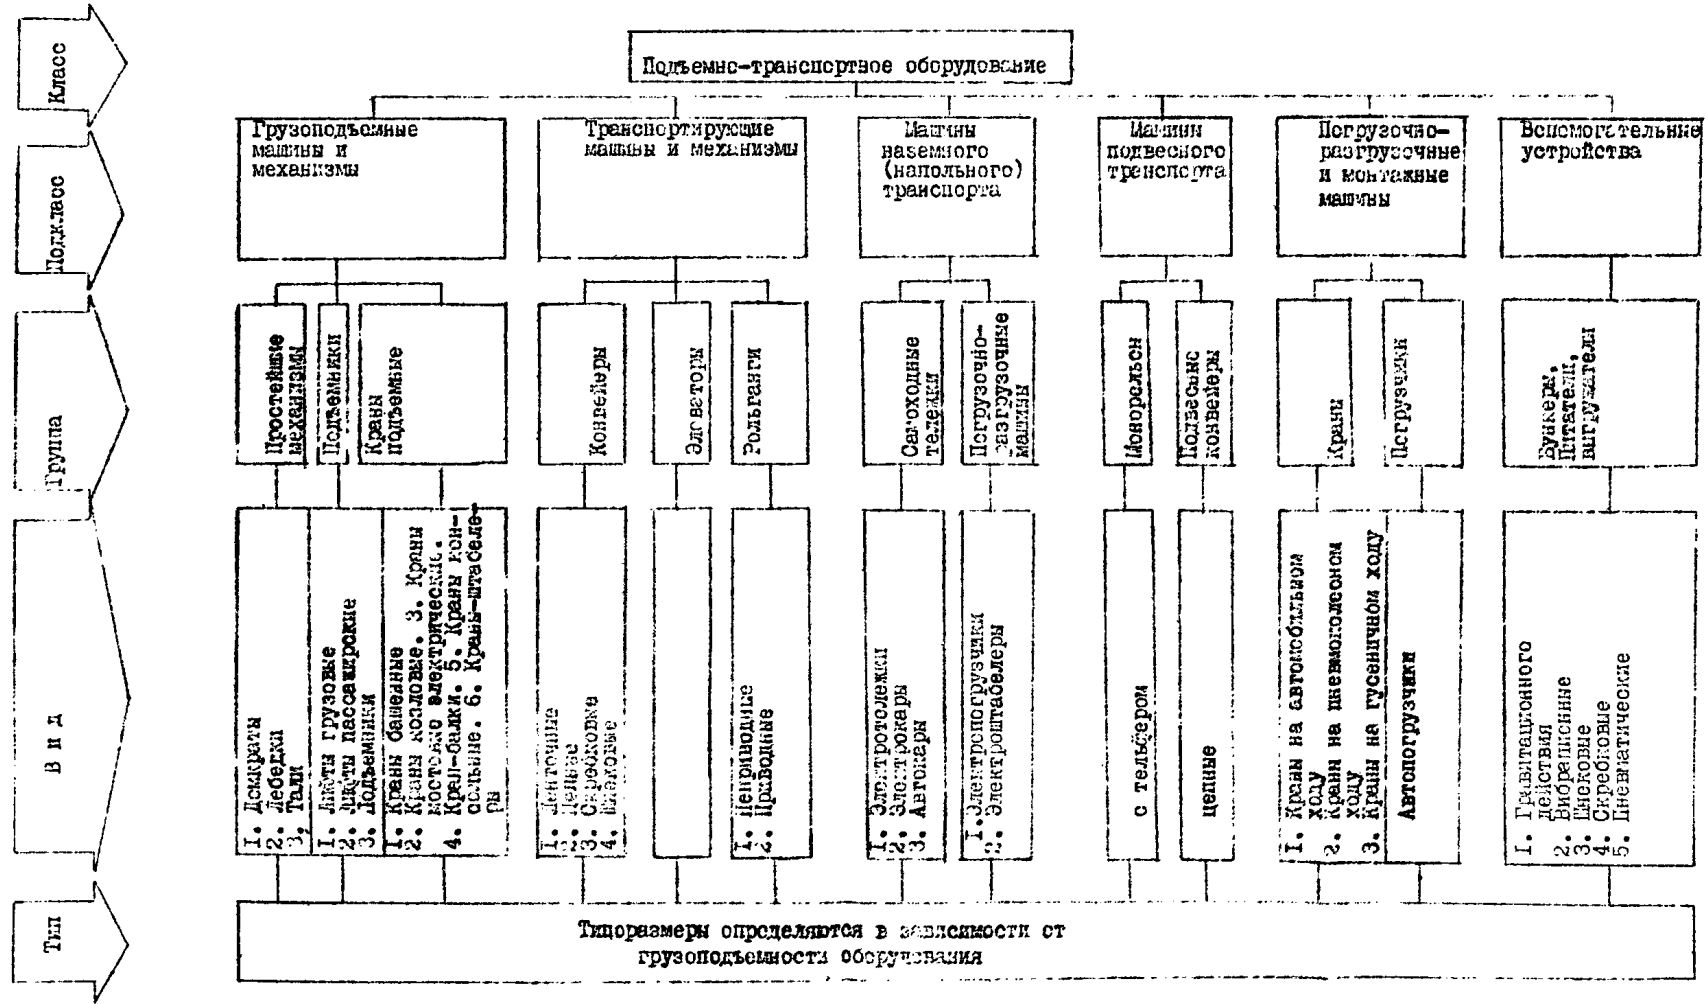 Класс
Подкласс
Группа
Вид
Тип
Подъемно-транспортное оборудование
Грузоподъемные
машины и
механизмы
Транспортирующие
машины и механизмы
Машины
наземного
(напольного)
транспорта
Машины
подвесного
транспорта
Погрузочно-
разгрузочные
и монтажные
машины
Вспомогательные
устройства
Простейшие
механизмы
Подъемники
Краны
подъемные
Конвейеры
Элеваторы
Рольганги
Самоходные
тележки
Погрузочно-
разгрузочные
машины
Монорельсы
Подвесные
конвейеры
Краны
Погрузчики
Бункеры,
питатели,
выгружатели
1. Домкраты
2. Лебедки
3. Тали
1. Лифты грузовые
2. Лифты пассажирские
3. Подъемники
1. Краны башенные
2. Краны козловые. 3. Краны
мостовые электрические.
4. Кран-балки. 5. Краны кон-
сольные. 6. Краны-штабеле-
ры
1. Ленточные
2. Цепные
3. Скребковые
4. Шнековые
1. Неприводные
2. Приводные
1. Электротележки
2. Электрокары
3. Автокары
1. Электропогрузчики
2. Электроштабелеры
с тельфером
цепные
1. Краны на автомобильном
ходу
2. Краны на пневмоколесном
ходу
3. Краны на гусеничном ходу
Автопогрузчики
1. Гравитационного
действия
2. Вибрационные
3. Шнековые
4. Скребковые
5. Пневматические
Типоразмеры определяются в зависимости от
грузоподъемности оборудования